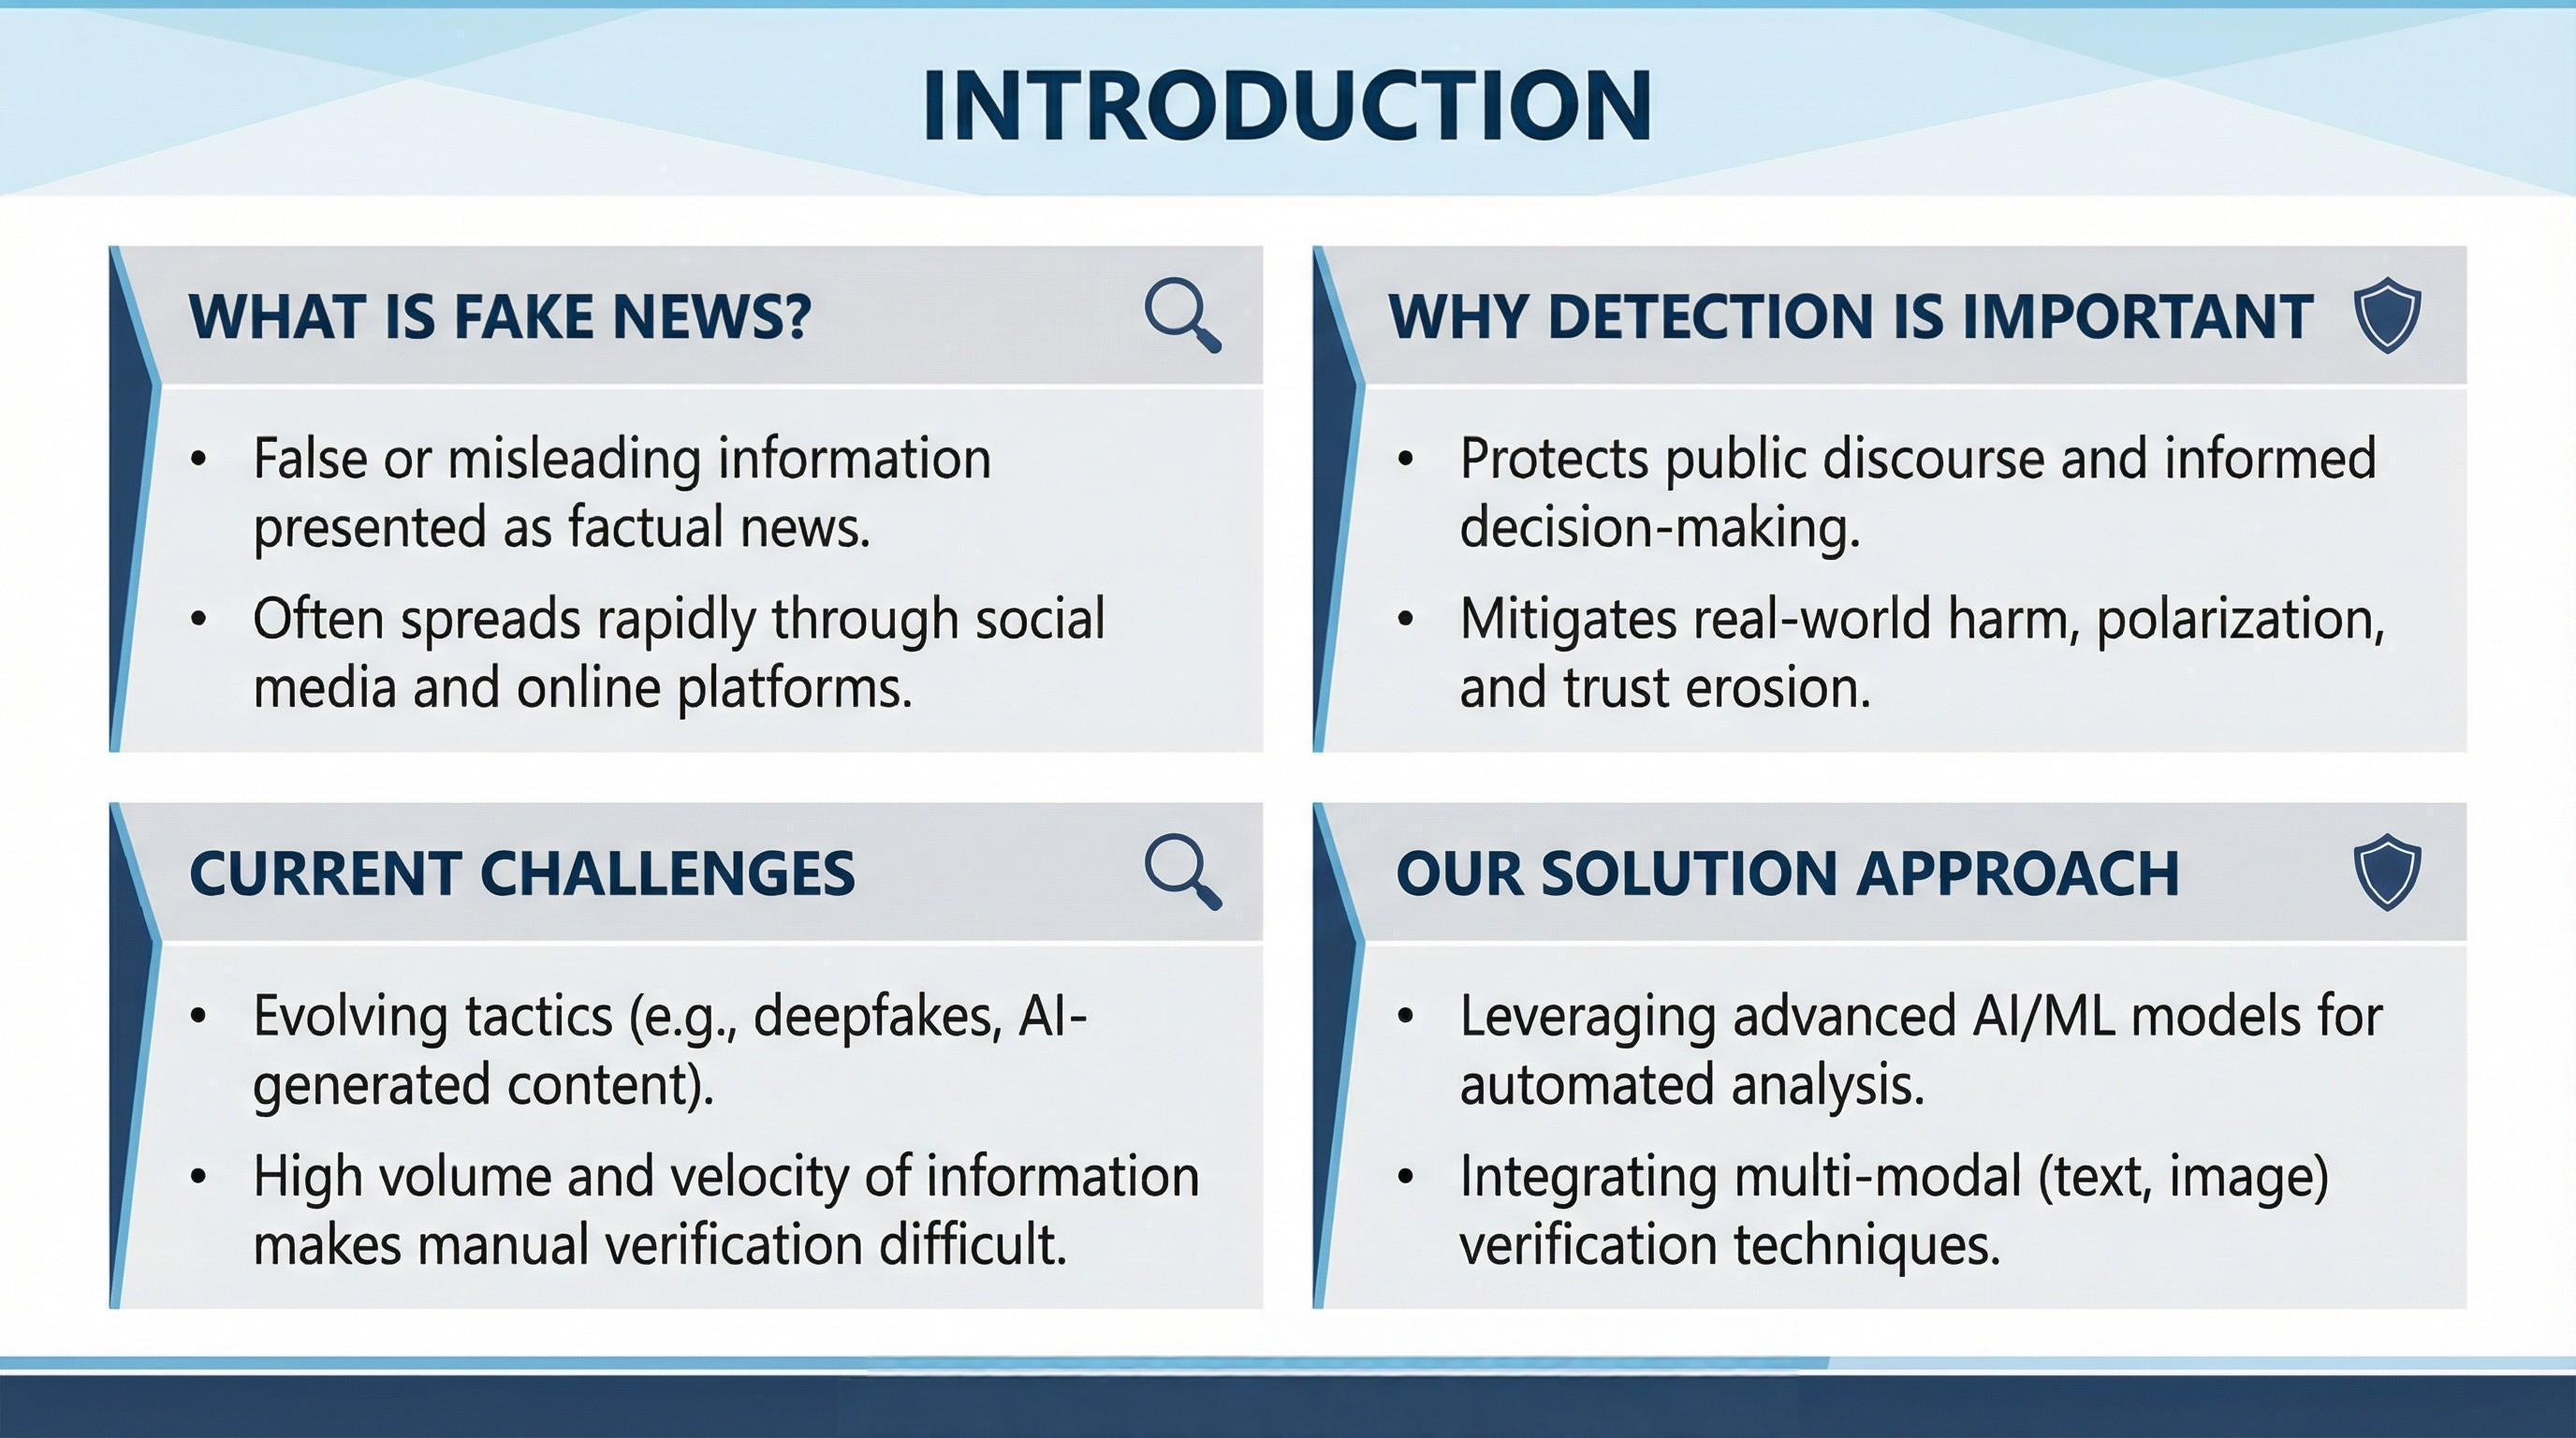 INTRODUCTION
WHAT IS FAKE NEWS?
• False or misleading information
presented as factual news.
• Often spreads rapidly through social
media and online platforms.
WHY DETECTION IS IMPORTANT
• Protects public discourse and informed
decision-making.
• Mitigates real-world harm, polarization,
and trust erosion.
CURRENT CHALLENGES
• Evolving tactics (e.g., deepfakes, AI-
generated content).
• High volume and velocity of information
makes manual verification difficult.
OUR SOLUTION APPROACH
• Leveraging advanced AI/ML models for
automated analysis.
• Integrating multi-modal (text, image)
verification techniques.